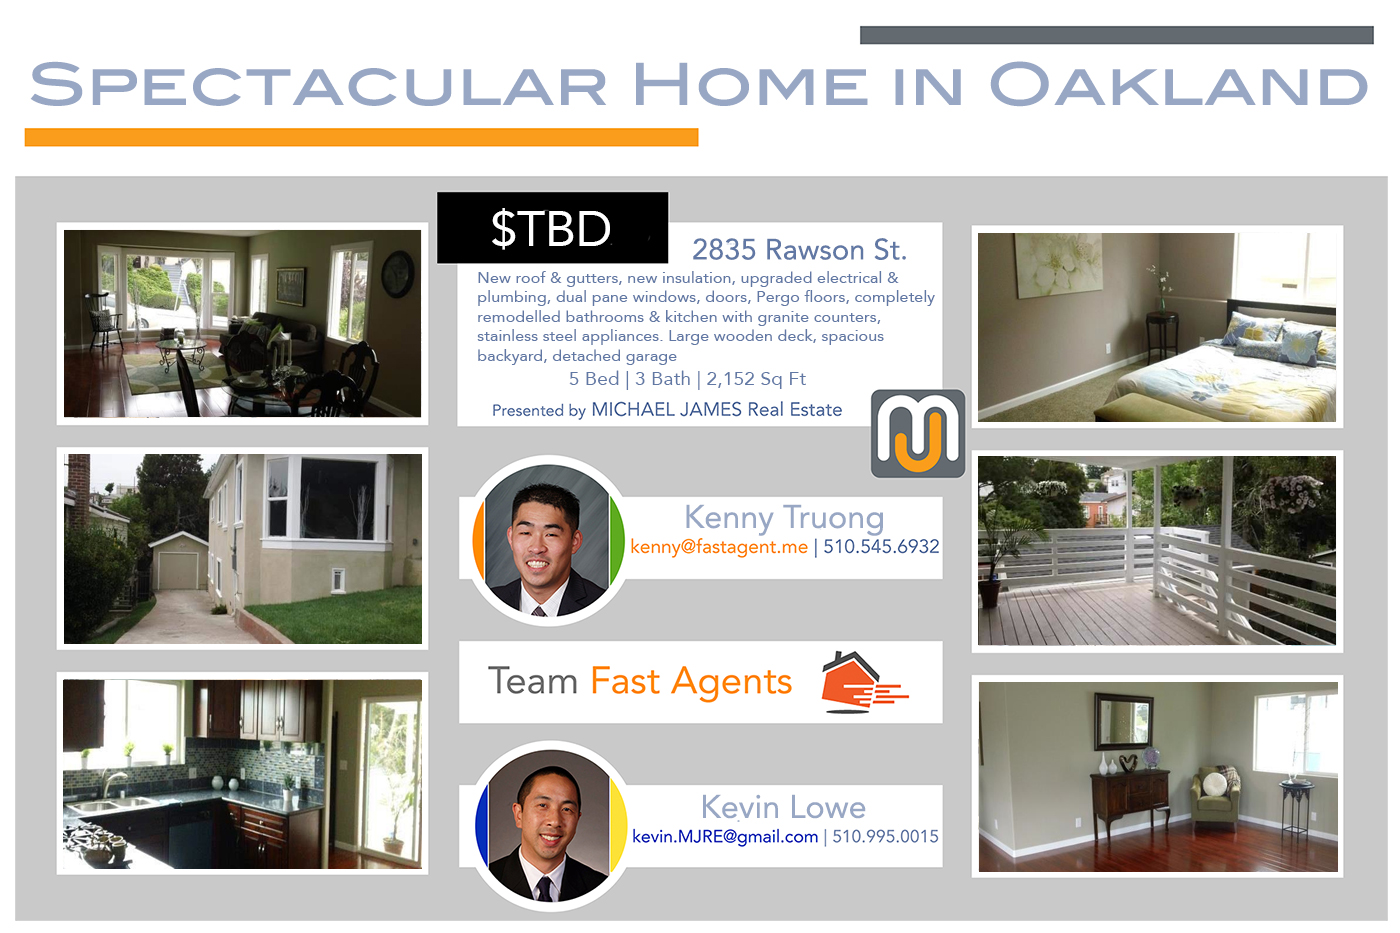 Spectacular Home in Oakland
$TBD
2835 Rawson St.
New roof & gutters, new insulation, upgraded electrical &
plumbing, dual pane windows, doors, Pergo floors, completely
remodelled bathrooms & kitchen with granite counters,
stainless steel appliances. Large wooden deck, spacious
backyard, detached garage
5 Bed | 3 Bath | 2,152 Sq Ft
Presented by MICHAEL JAMES Real Estate
Kenny Truong
kenny@fastagent.me | 510.545.6932
Team Fast Agents
Kevin Lowe
kevin.MJRE@gmail.com | 510.995.0015